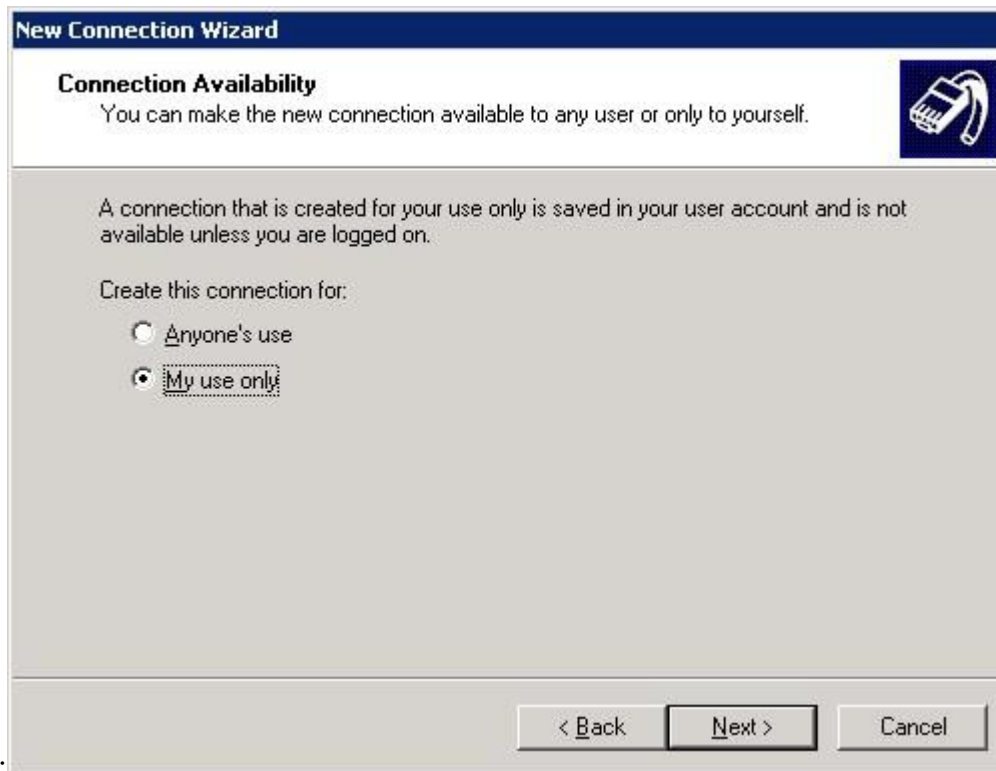 New Connection Wizard
Connection Availability
You can make the new connection available to any user or only to yourself.
A connection that is created for your use only is saved in your user account and is not
available unless you are logged on.
Create this connection for:
Anyone's use
My use only
< Back
Next >
Cancel
.